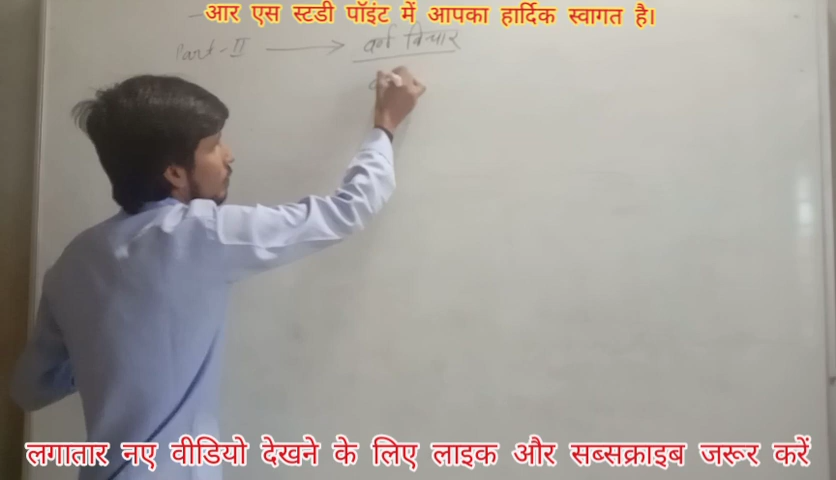 आर एस स्टडी पॉइंट में आपका हार्दिक स्वागत है।
Part-II → वर्ण विचार
लगातार नए वीडियो देखने के लिए लाइक और सब्सक्राइब जरूर करें